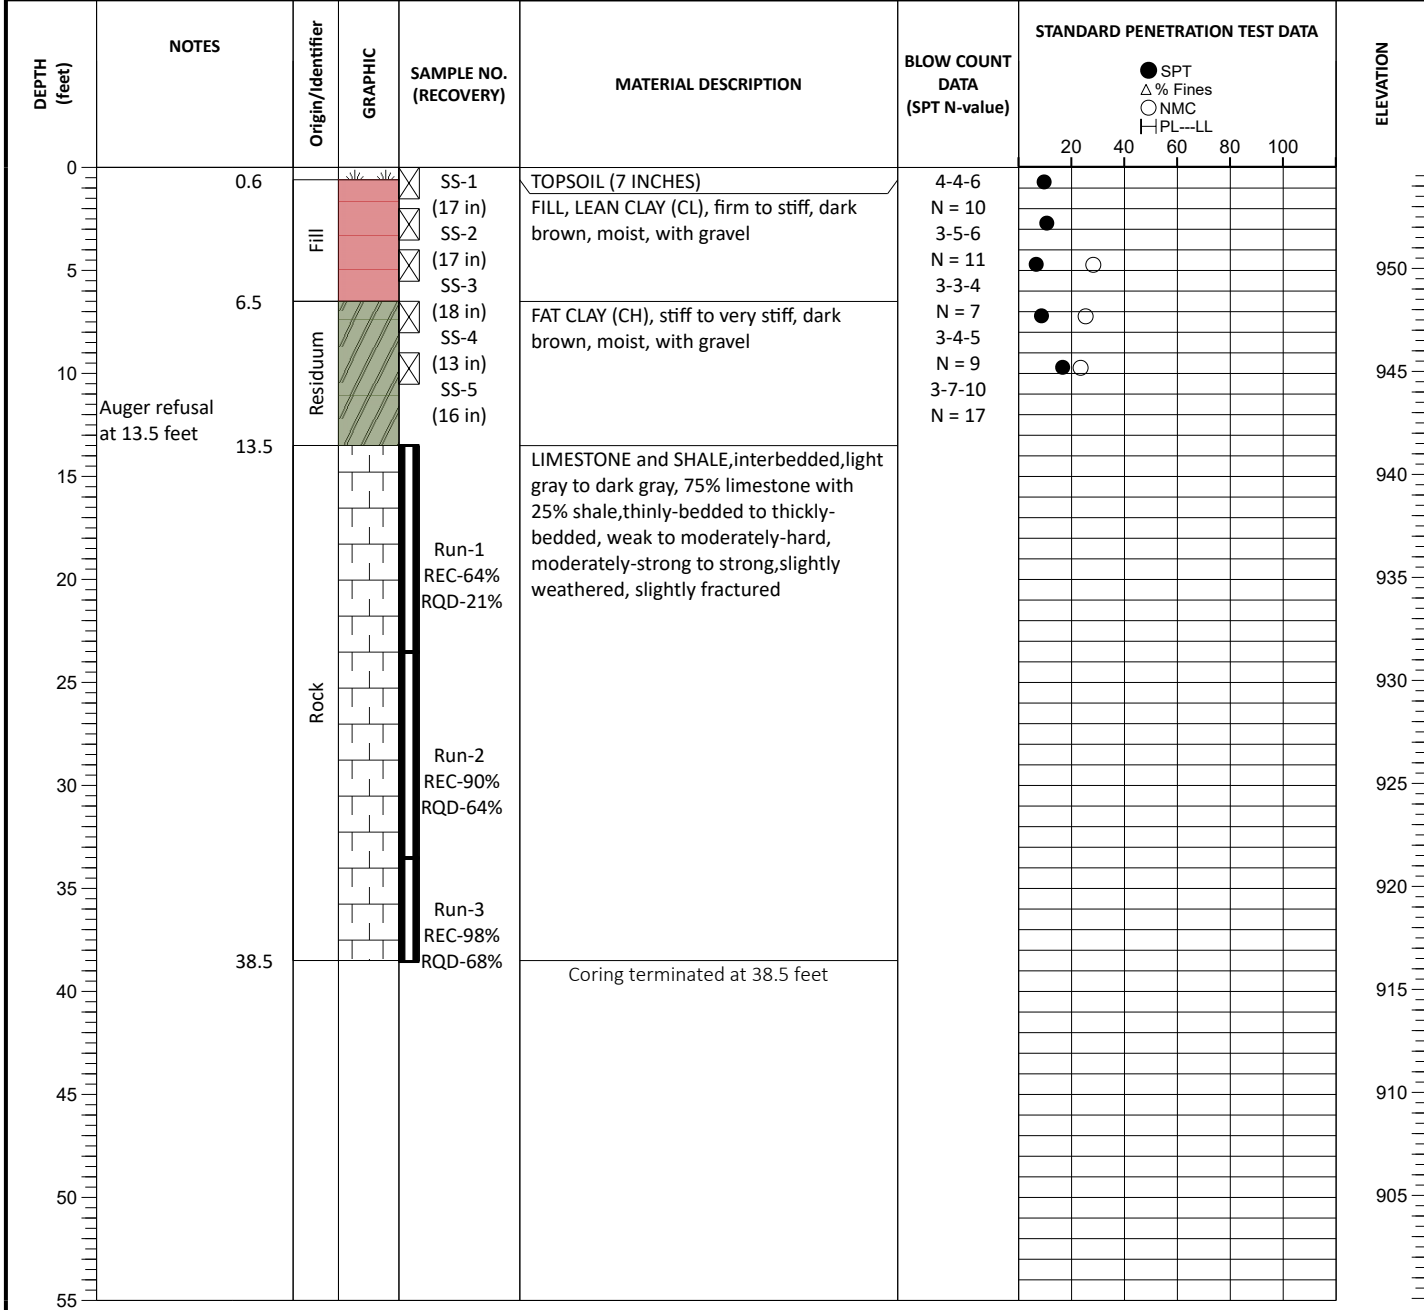 DEPTH
(feet)
NOTES
Origin/Identifier
GRAPHIC
SAMPLE NO.
(RECOVERY)
MATERIAL DESCRIPTION
BLOW COUNT
DATA
(SPT N-value)
STANDARD PENETRATION TEST DATA
SPT
% Fines
NMC
PL---LL
20 40 60 80 100
ELEVATION
0
5
10
15
20
25
30
35
40
45
50
55
0.6
6.5
Auger refusal
at 13.5 feet
13.5
38.5
Fill
Residuum
Rock
SS-1
(17 in)
SS-2
(17 in)
SS-3
(18 in)
SS-4
(13 in)
SS-5
(16 in)
Run-1
REC-64%
RQD-21%
Run-2
REC-90%
RQD-64%
Run-3
REC-98%
RQD-68%
TOPSOIL (7 INCHES)
FILL, LEAN CLAY (CL), firm to stiff, dark
brown, moist, with gravel
FAT CLAY (CH), stiff to very stiff, dark
brown, moist, with gravel
LIMESTONE and SHALE,interbedded,light
gray to dark gray, 75% limestone with
25% shale,thinly-bedded to thickly-
bedded, weak to moderately-hard,
moderately-strong to strong,slightly
weathered, slightly fractured
Coring terminated at 38.5 feet
4-4-6
N = 10
3-5-6
N = 11
3-3-4
N = 7
3-4-5
N = 9
3-7-10
N = 17
950
945
940
935
930
925
920
915
910
905